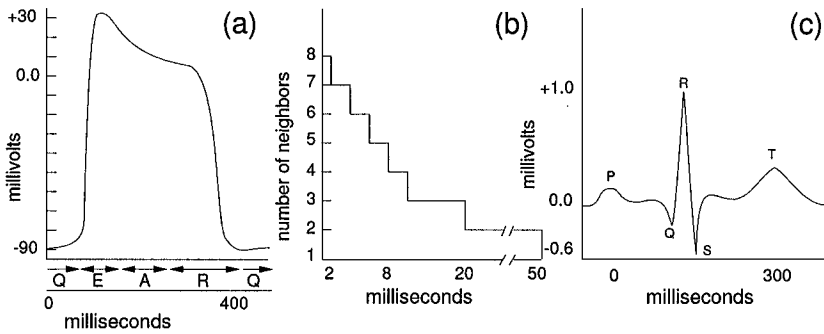 (a)
+30
0.0
-90
millivolts
Q E A R Q
0 400
milliseconds
(b)
8
7
6
5
4
3
2
1
number of neighbors
2 8 20 50
milliseconds
(c)
+1.0
0.0
-0.6
millivolts
P
Q
R
S
T
0 300
milliseconds